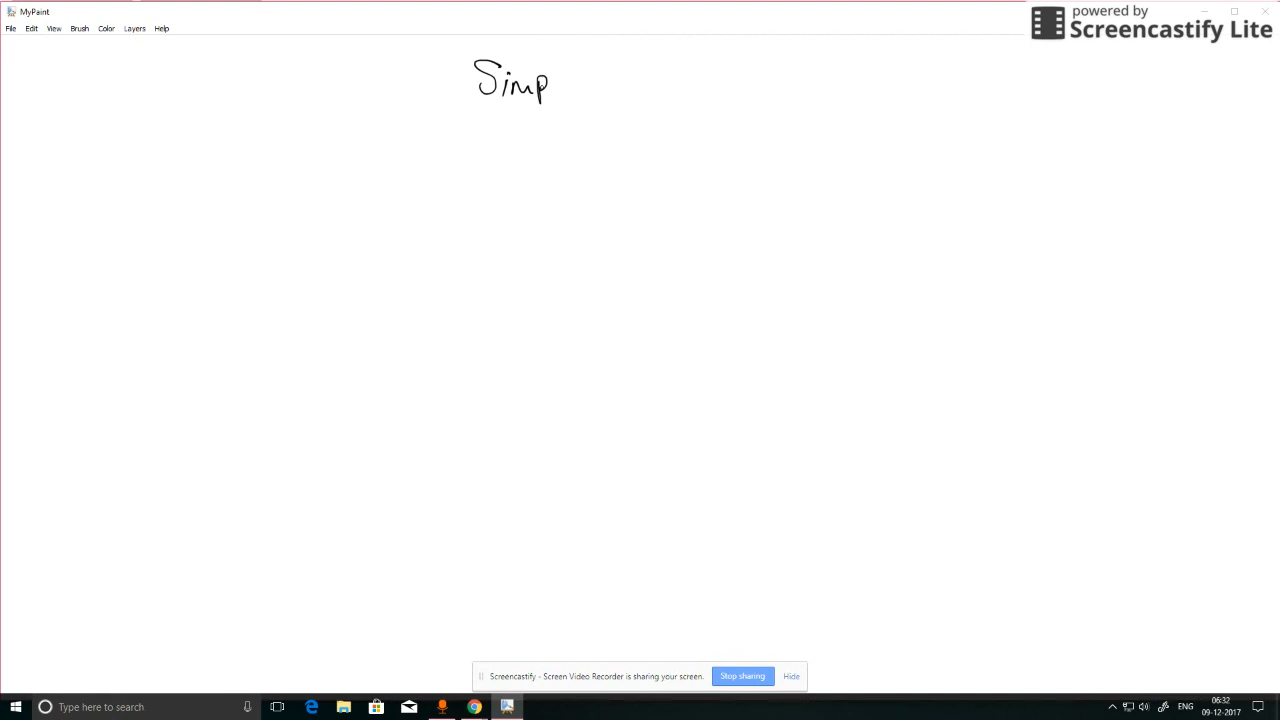 MyPaint
powered by
Screencastify Lite
File Edit View Brush Color Layers Help
Simp
Screencastify - Screen Video Recorder is sharing your screen. Stop sharing Hide
Type here to search
ENG
06:32
09-12-2017